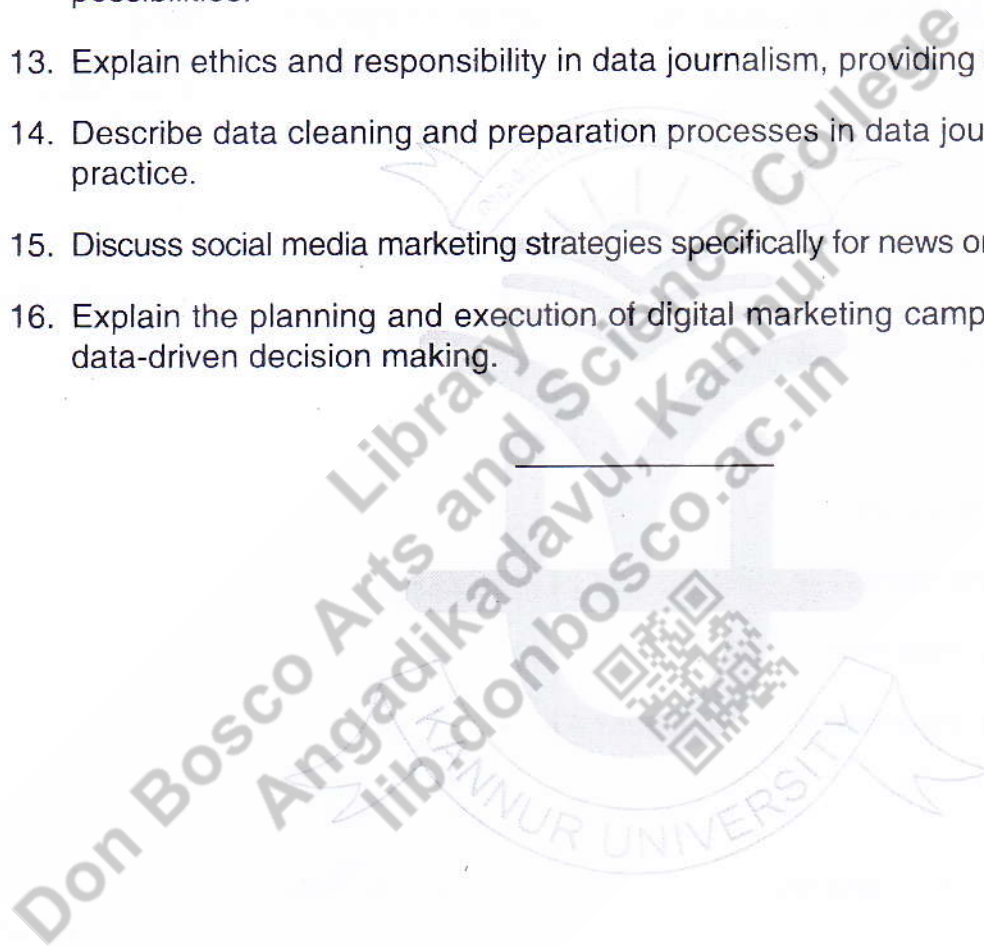 possibilities.
13. Explain ethics and responsibility in data journalism, providing
14. Describe data cleaning and preparation processes in data jou
practice.
15. Discuss social media marketing strategies specifically for news or
16. Explain the planning and execution of digital marketing camp
data-driven decision making.
Library
Don Bosco Arts and Science College
Angadikadavu, Kannur
lib.donbosco.ac.in
KANNUR UNIVERSITY